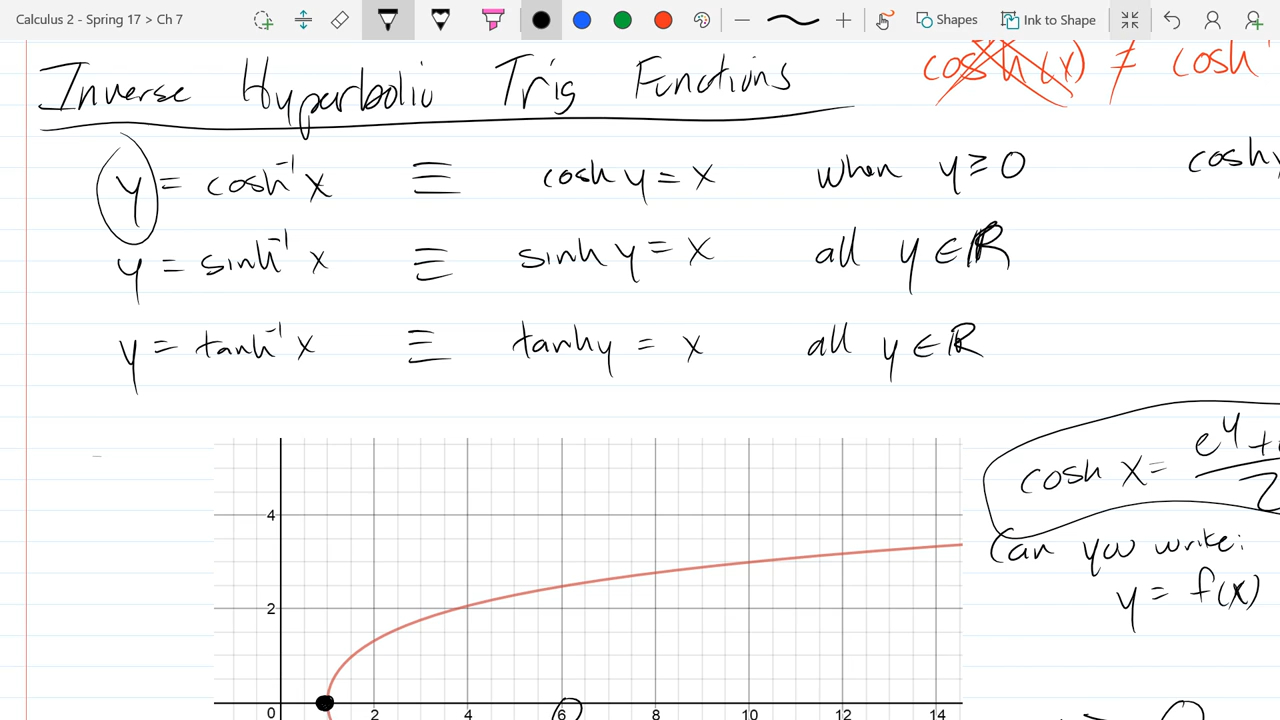 Calculus 2 - Spring 17 > Ch 7
Shapes
Ink to Shape
Inverse Hyperbolic Trig Functions
cosh(x) ≠ cosh
y = cosh⁻¹ x ≡ cosh y = x when y ≥ 0
cosh y
y = sinh⁻¹ x ≡ sinh y = x all y ∈ ℝ
y = tanh⁻¹ x ≡ tanh y = x all y ∈ ℝ
cosh x = e^y + / 2
Can you write:
y = f(x)
4
2
0 2 4 6 8 10 12 14